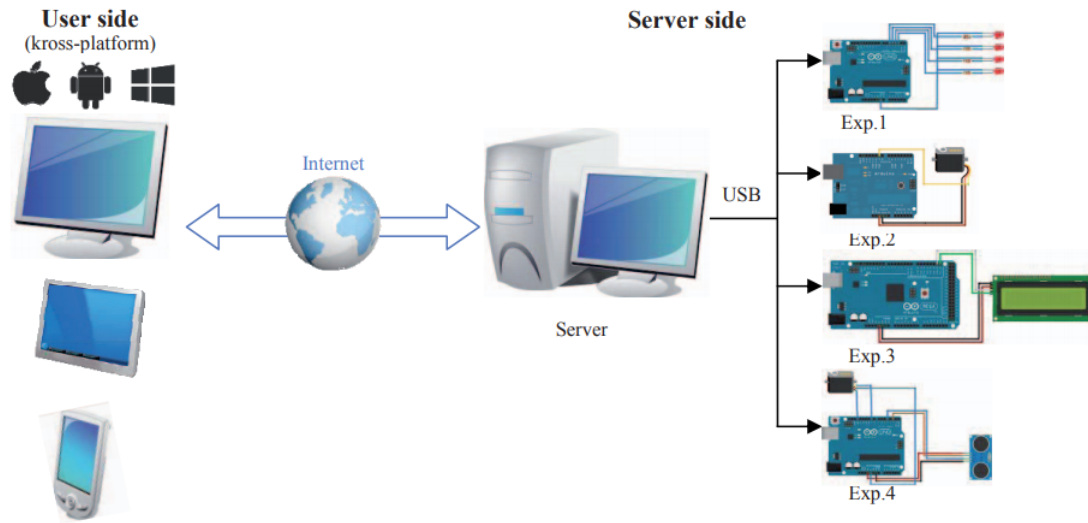 User side
(kross-platform)
Server side
Internet
USB
Server
Exp.1
Exp.2
Exp.3
Exp.4